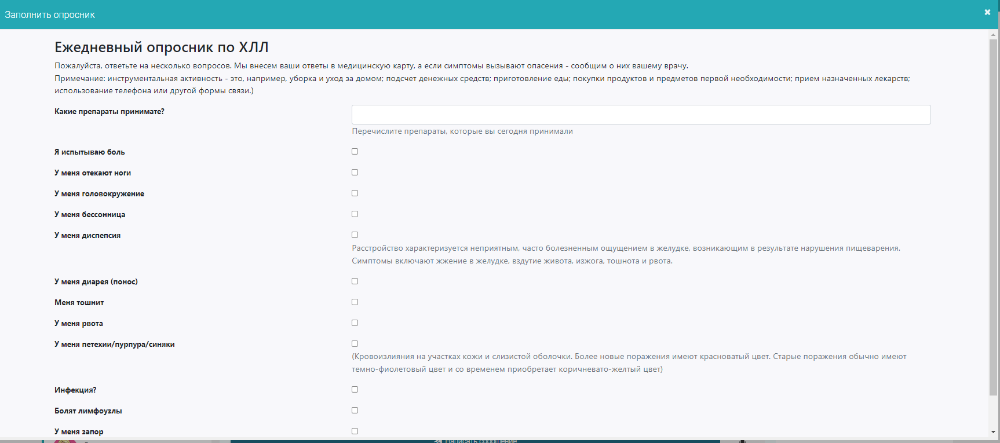 Заполнить опросник
Ежедневный опросник по ХЛЛ
Пожалуйста, ответьте на несколько вопросов. Мы внесем ваши ответы в медицинскую карту, а если симптомы вызывают опасения - сообщим о них вашему врачу.
Примечание: инструментальная активность - это, например, уборка и уход за домом; подсчет денежных средств; приготовление еды; покупки продуктов и предметов первой необходимости; прием назначенных лекарств;
использование телефона или другой формы связи.)
Какие препараты принимате?
Перечислите препараты, которые вы сегодня принимали
Я испытываю боль
У меня отекают ноги
У меня головокружение
У меня бессонница
У меня диспепсия
Расстройство характеризуется неприятным, часто болезненным ощущением в желудке, возникающим в результате нарушения пищеварения.
Симптомы включают жжение в желудке, вздутие живота, изжога, тошнота и рвота.
У меня диарея (понос)
Меня тошнит
У меня рвота
У меня петехии/пурпура/синяки
(Кровоизлияния на участках кожи и слизистой оболочки. Более новые поражения имеют красноватый цвет. Старые поражения обычно имеют
темно-фиолетовый цвет и со временем приобретает коричневато-желтый цвет)
Инфекция?
Болят лимфоузлы
У меня запор
Написать сообщение